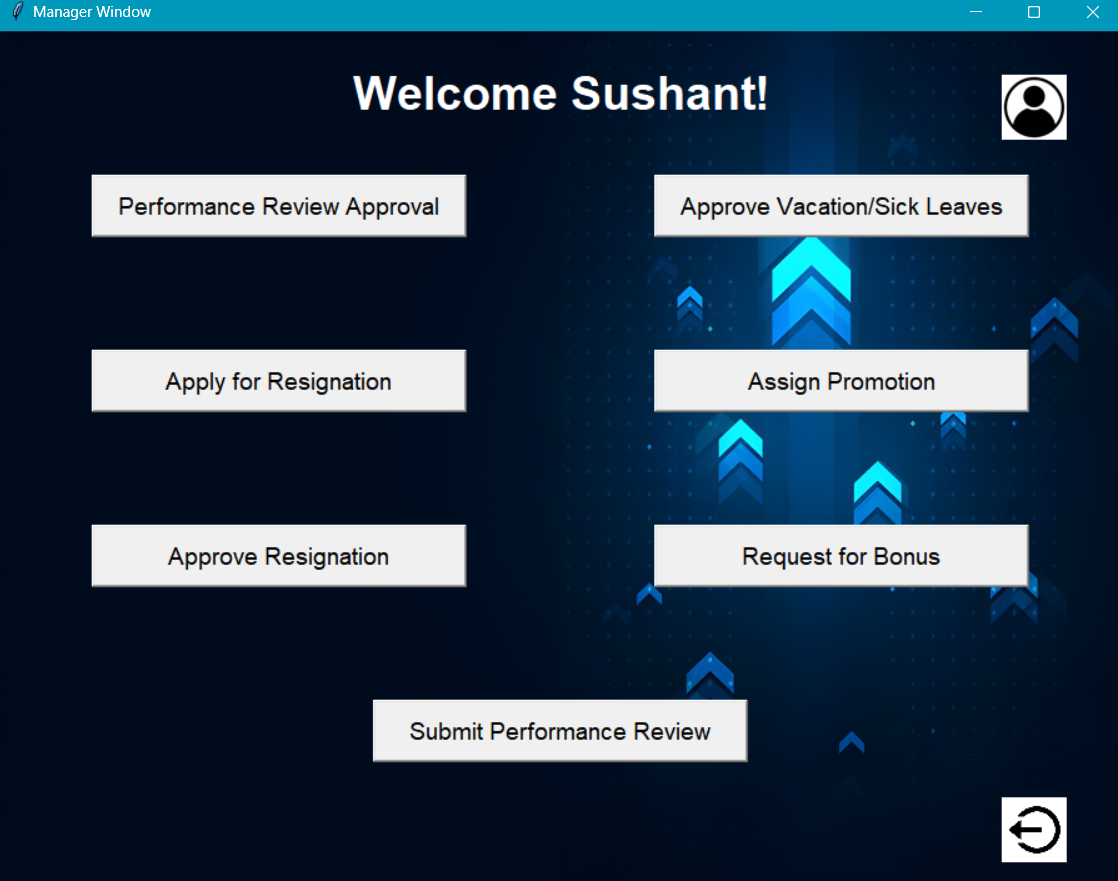 Manager Window
Welcome Sushant!
Performance Review Approval
Approve Vacation/Sick Leaves
Apply for Resignation
Assign Promotion
Approve Resignation
Request for Bonus
Submit Performance Review